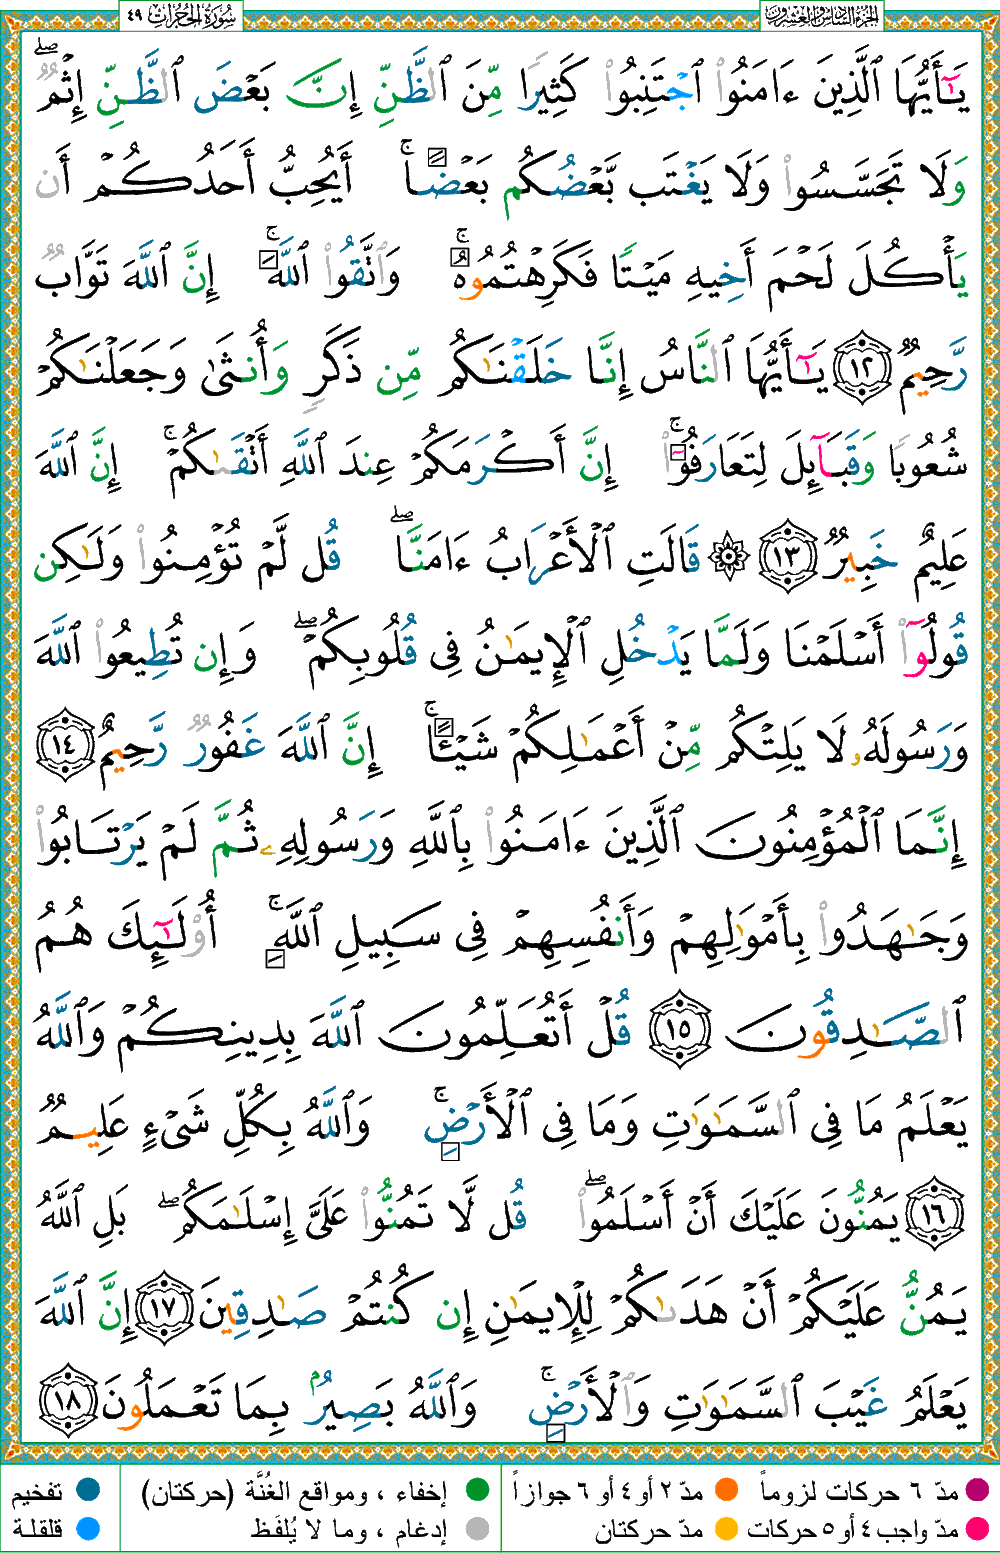 الجزء السادس والعشرون
سُورَةُ الحُجُرَات ٤٩
يَـٰٓأَيُّهَا ٱلَّذِينَ ءَامَنُوا۟ ٱجْتَنِبُوا۟ كَثِيرًا مِّنَ ٱلظَّنِّ إِنَّ بَعْضَ ٱلظَّنِّ إِثْمٌ ۖ
وَلَا تَجَسَّسُوا۟ وَلَا يَغْتَب بَّعْضُكُم بَعْضًا ۚ أَيُحِبُّ أَحَدُكُمْ أَن
يَأْكُلَ لَحْمَ أَخِيهِ مَيْتًا فَكَرِهْتُمُوهُ ۚ وَٱتَّقُوا۟ ٱللَّهَ ۚ إِنَّ ٱللَّهَ تَوَّابٌ
رَّحِيمٌ ١٢ يَـٰٓأَيُّهَا ٱلنَّاسُ إِنَّا خَلَقْنَـٰكُم مِّن ذَكَرٍ وَأُنثَىٰ وَجَعَلْنَـٰكُمْ
شُعُوبًا وَقَبَآئِلَ لِتَعَارَفُوٓا۟ ۚ إِنَّ أَكْرَمَكُمْ عِندَ ٱللَّهِ أَتْقَىٰكُمْ ۚ إِنَّ ٱللَّهَ
عَلِيمٌ خَبِيرٌ ١٣ ۞ قَالَتِ ٱلْأَعْرَابُ ءَامَنَّا ۖ قُل لَّمْ تُؤْمِنُوا۟ وَلَـٰكِن
قُولُوٓا۟ أَسْلَمْنَا وَلَمَّا يَدْخُلِ ٱلْإِيمَـٰنُ فِى قُلُوبِكُمْ ۖ وَإِن تُطِيعُوا۟ ٱللَّهَ
وَرَسُولَهُۥ لَا يَلِتْكُم مِّنْ أَعْمَـٰلِكُمْ شَيْـًٔا ۚ إِنَّ ٱللَّهَ غَفُورٌ رَّحِيمٌ ١٤
إِنَّمَا ٱلْمُؤْمِنُونَ ٱلَّذِينَ ءَامَنُوا۟ بِٱللَّهِ وَرَسُولِهِۦ ثُمَّ لَمْ يَرْتَابُوا۟
وَجَـٰهَدُوا۟ بِأَمْوَٰلِهِمْ وَأَنفُسِهِمْ فِى سَبِيلِ ٱللَّهِ ۚ أُو۟لَـٰٓئِكَ هُمُ
ٱلصَّـٰدِقُونَ ١٥ قُلْ أَتُعَلِّمُونَ ٱللَّهَ بِدِينِكُمْ وَٱللَّهُ
يَعْلَمُ مَا فِى ٱلسَّمَـٰوَٰتِ وَمَا فِى ٱلْأَرْضِ ۚ وَٱللَّهُ بِكُلِّ شَىْءٍ عَلِيمٌ
١٦ يَمُنُّونَ عَلَيْكَ أَنْ أَسْلَمُوا۟ ۖ قُل لَّا تَمُنُّوا۟ عَلَىَّ إِسْلَـٰمَكُم ۖ بَلِ ٱللَّهُ
يَمُنُّ عَلَيْكُمْ أَنْ هَدَىٰكُمْ لِلْإِيمَـٰنِ إِن كُنتُمْ صَـٰدِقِينَ ١٧ إِنَّ ٱللَّهَ
يَعْلَمُ غَيْبَ ٱلسَّمَـٰوَٰتِ وَٱلْأَرْضِ ۚ وَٱللَّهُ بَصِيرٌۢ بِمَا تَعْمَلُونَ ١٨
مدّ ٦ حركات لزوماً
مدّ ٢ أو ٤ أو ٦ جوازاً
إخفاء ، ومواقع الغُنَّة (حركتان)
تفخيم
مدّ واجب ٤ أو ٥ حركات
مدّ حركتان
إدغام ، وما لا يُلفَظ
قلقلة